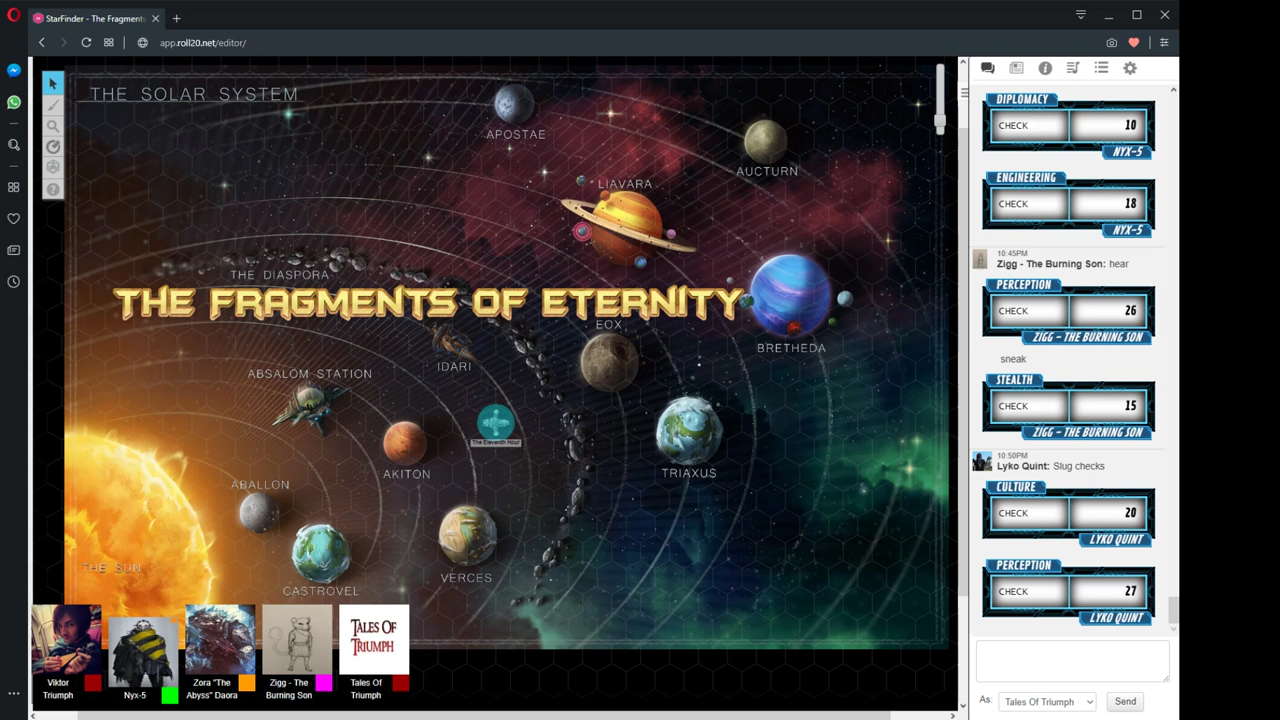 StarFinder - The Fragments
app.roll20.net/editor/
THE SOLAR SYSTEM
APOSTAE
AUCTURN
LIAVARA
THE DIASPORA
THE FRAGMENTS OF ETERNITY
EOX
BRETHEDA
IDARI
ABSALOM STATION
The Eleventh Hour
AKITON
TRIAXUS
ABALLON
VERCES
THE SUN
CASTROVEL
Viktor
Triumph
Nyx-5
Zora "The
Abyss" Daora
Zigg - The
Burning Son
TALES OF
TRIUMPH
Tales Of
Triumph
DIPLOMACY
CHECK 10
NYX-5
ENGINEERING
CHECK 18
NYX-5
10:45PM
Zigg - The Burning Son: hear
PERCEPTION
CHECK 26
ZIGG - THE BURNING SON
sneak
STEALTH
CHECK 15
ZIGG - THE BURNING SON
10:50PM
Lyko Quint: Slug checks
CULTURE
CHECK 20
LYKO QUINT
PERCEPTION
CHECK 27
LYKO QUINT
As: Tales Of Triumph Send